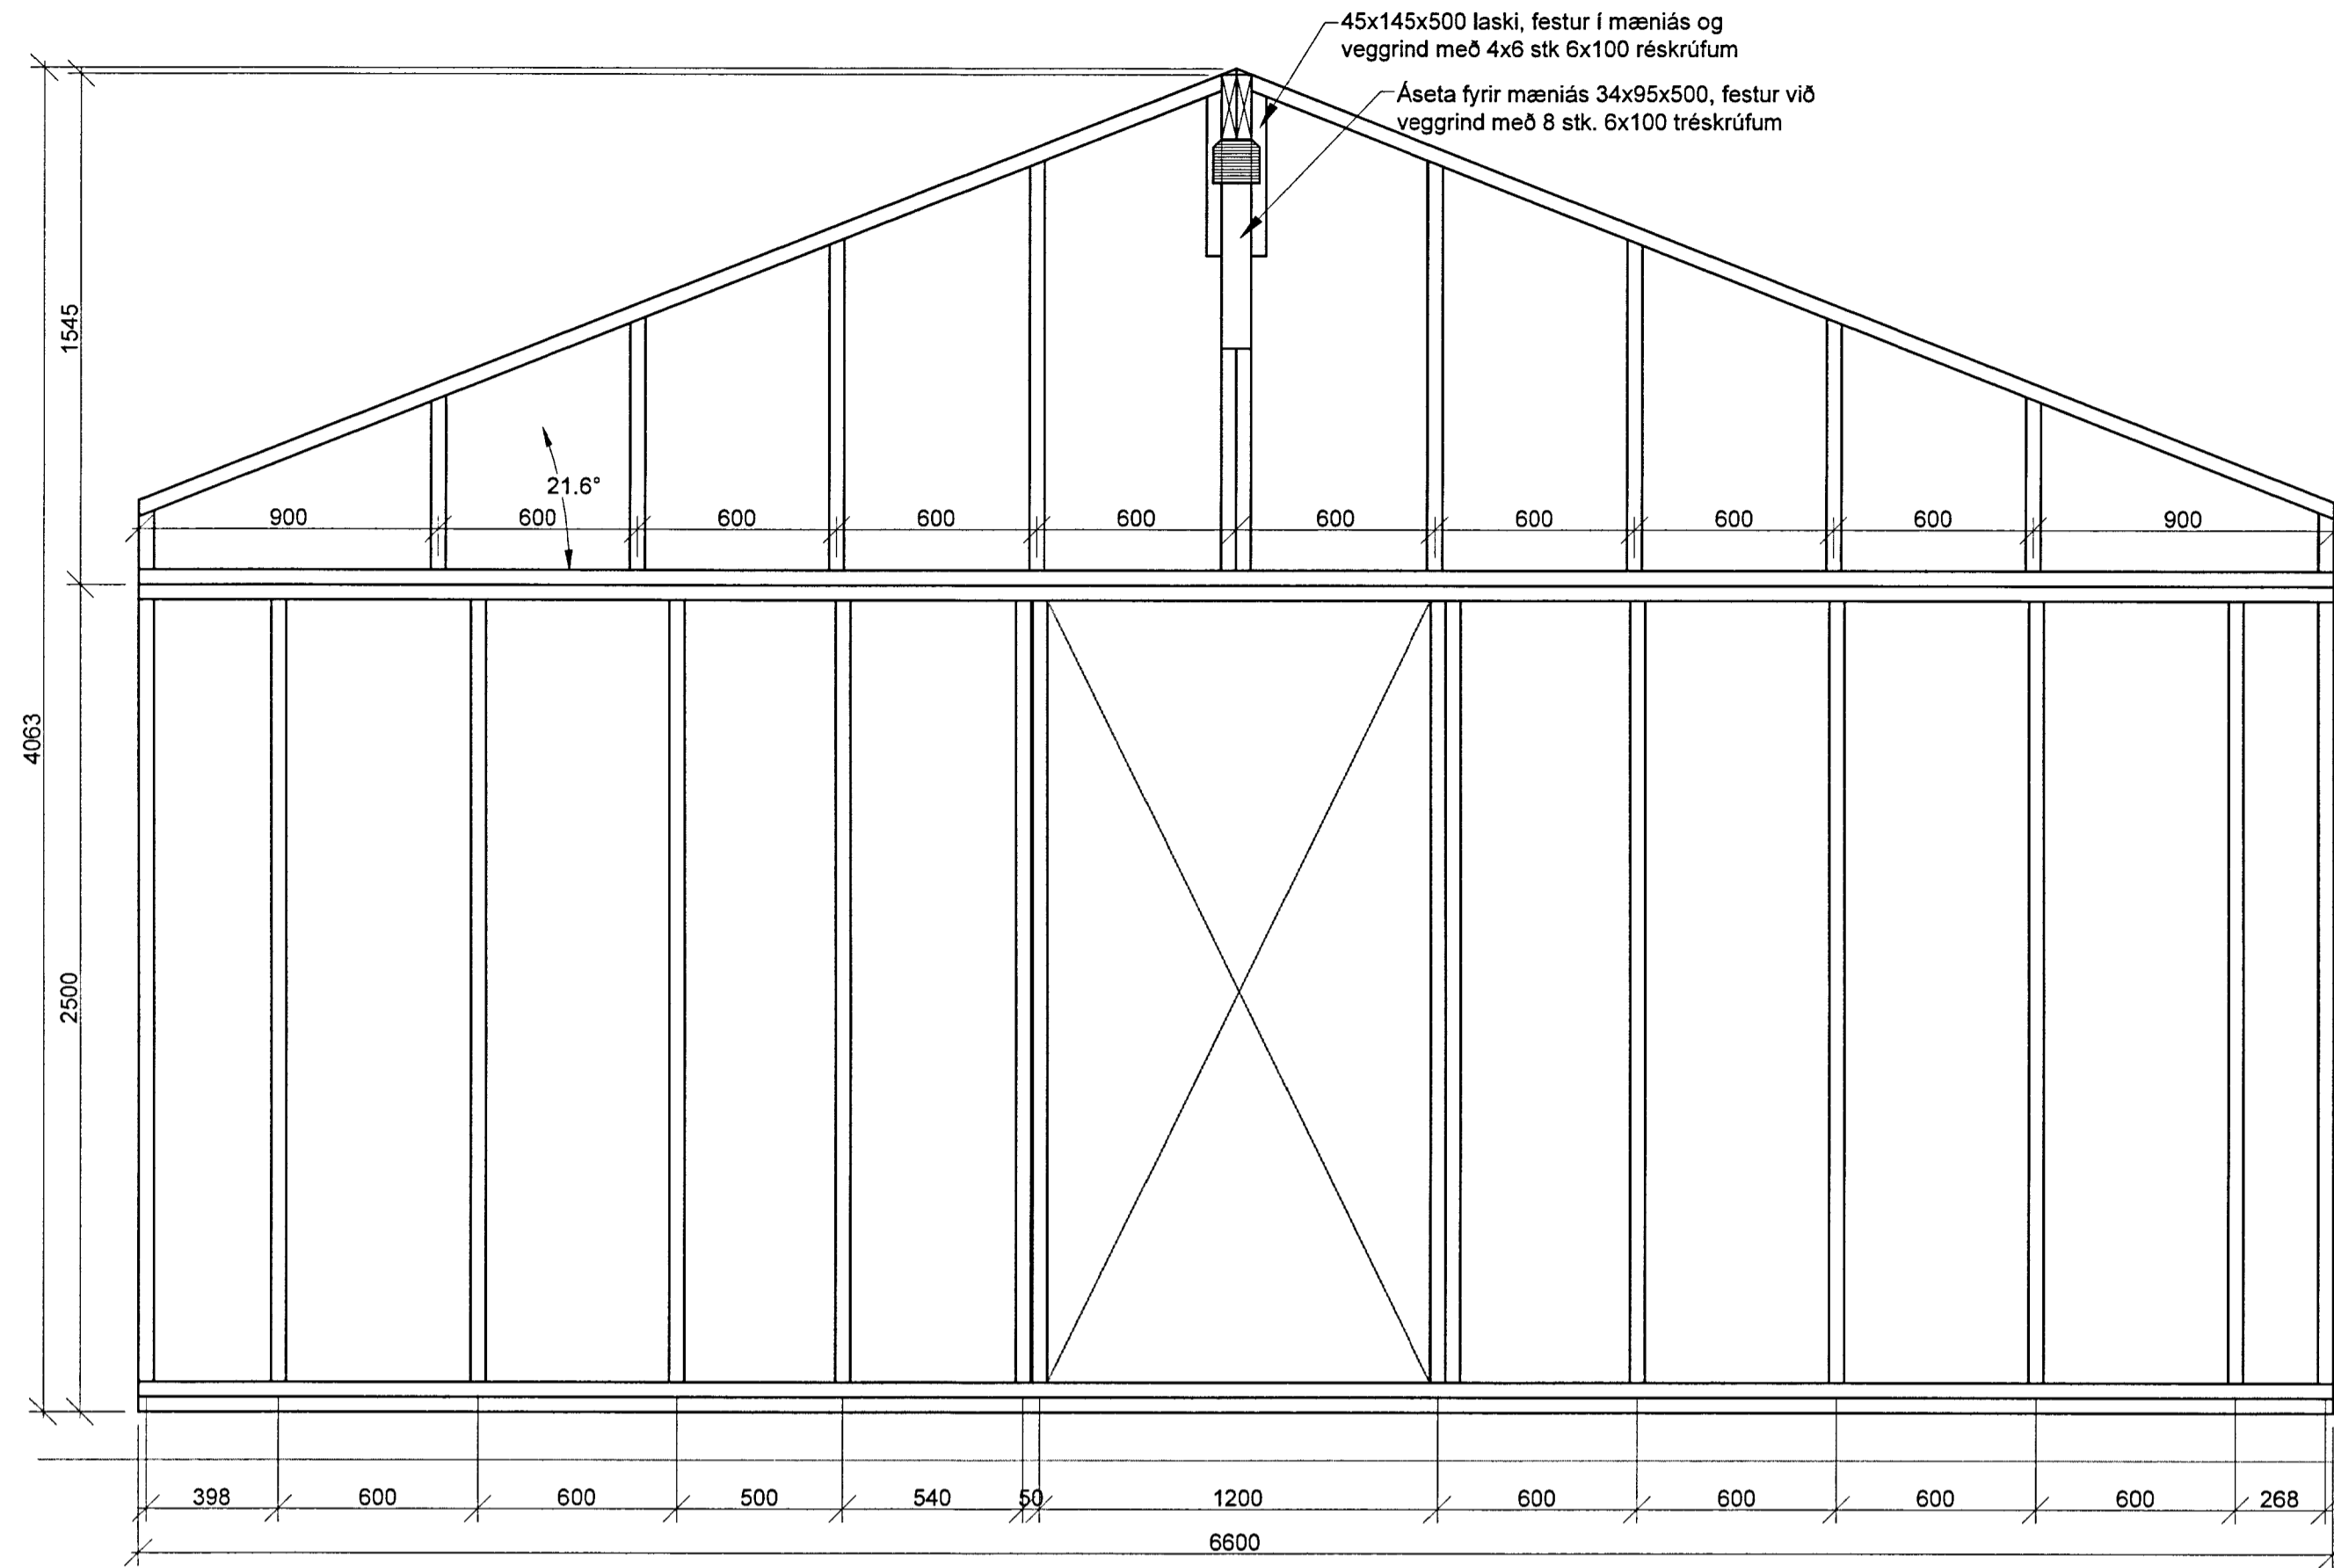 45x145x500 laski, festur í mæniás og
veggrind með 4x6 stk 6x100 réskrúfum
Áseta fyrir mæniás 34x95x500, festur við
veggrind með 8 stk. 6x100 tréskrúfum
1545
21.6°
900 600 600 600 600 600 600 600 600 900
4063
2500
398 600 600 500 540 50 1200 600 600 600 600 268
6600